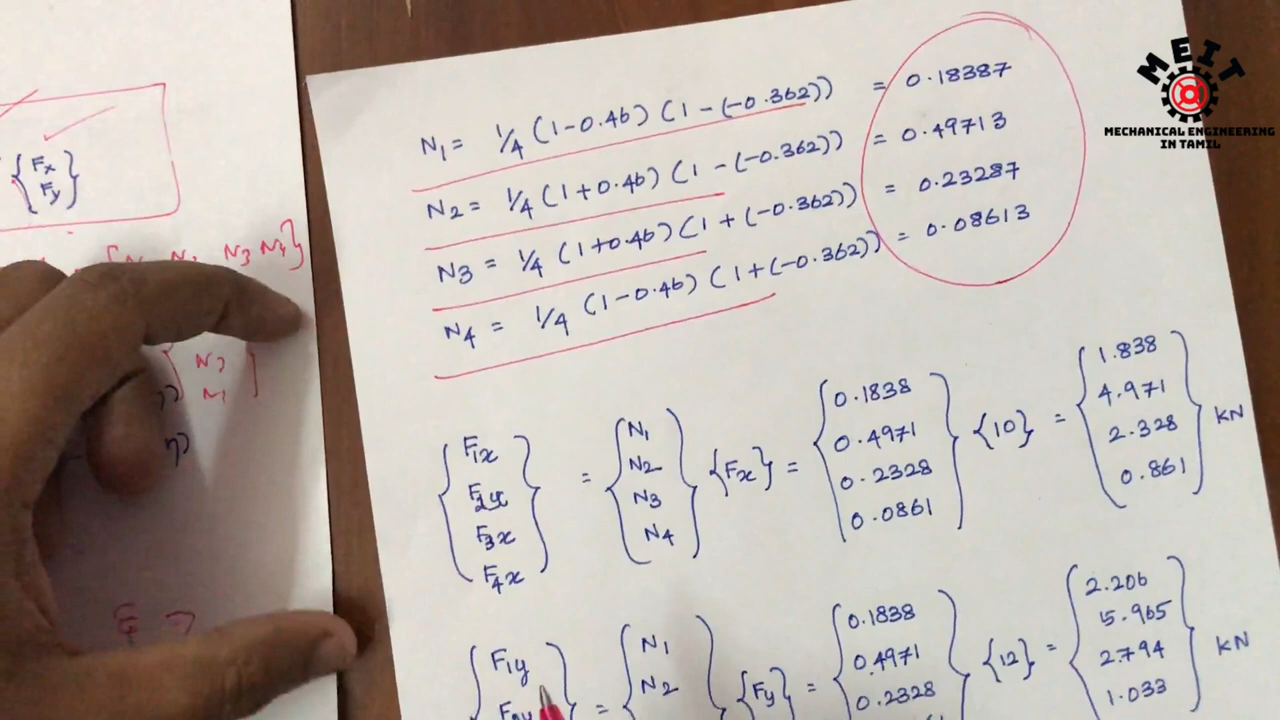 MEIT
MECHANICAL ENGINEERING
IN TAMIL
{Fx
Fy}
N3 N4}
N1 = 1/4 (1-0.46) (1-(-0.362)) = 0.18387
N2 = 1/4 (1+0.46) (1-(-0.362)) = 0.49713
N3 = 1/4 (1+0.46) (1+(-0.362)) = 0.23287
N4 = 1/4 (1-0.46) (1+(-0.362)) = 0.08613
{F1x F2x F3x F4x} = {N1 N2 N3 N4} {Fx} = {0.1838 0.4971 0.2328 0.0861} {10} = {1.838 4.971 2.328 0.861} KN
{F1y = {N1 N2 {Fy} = {0.1838 0.4971 0.2328 {12} = {2.206 5.965 2.794 1.033 KN